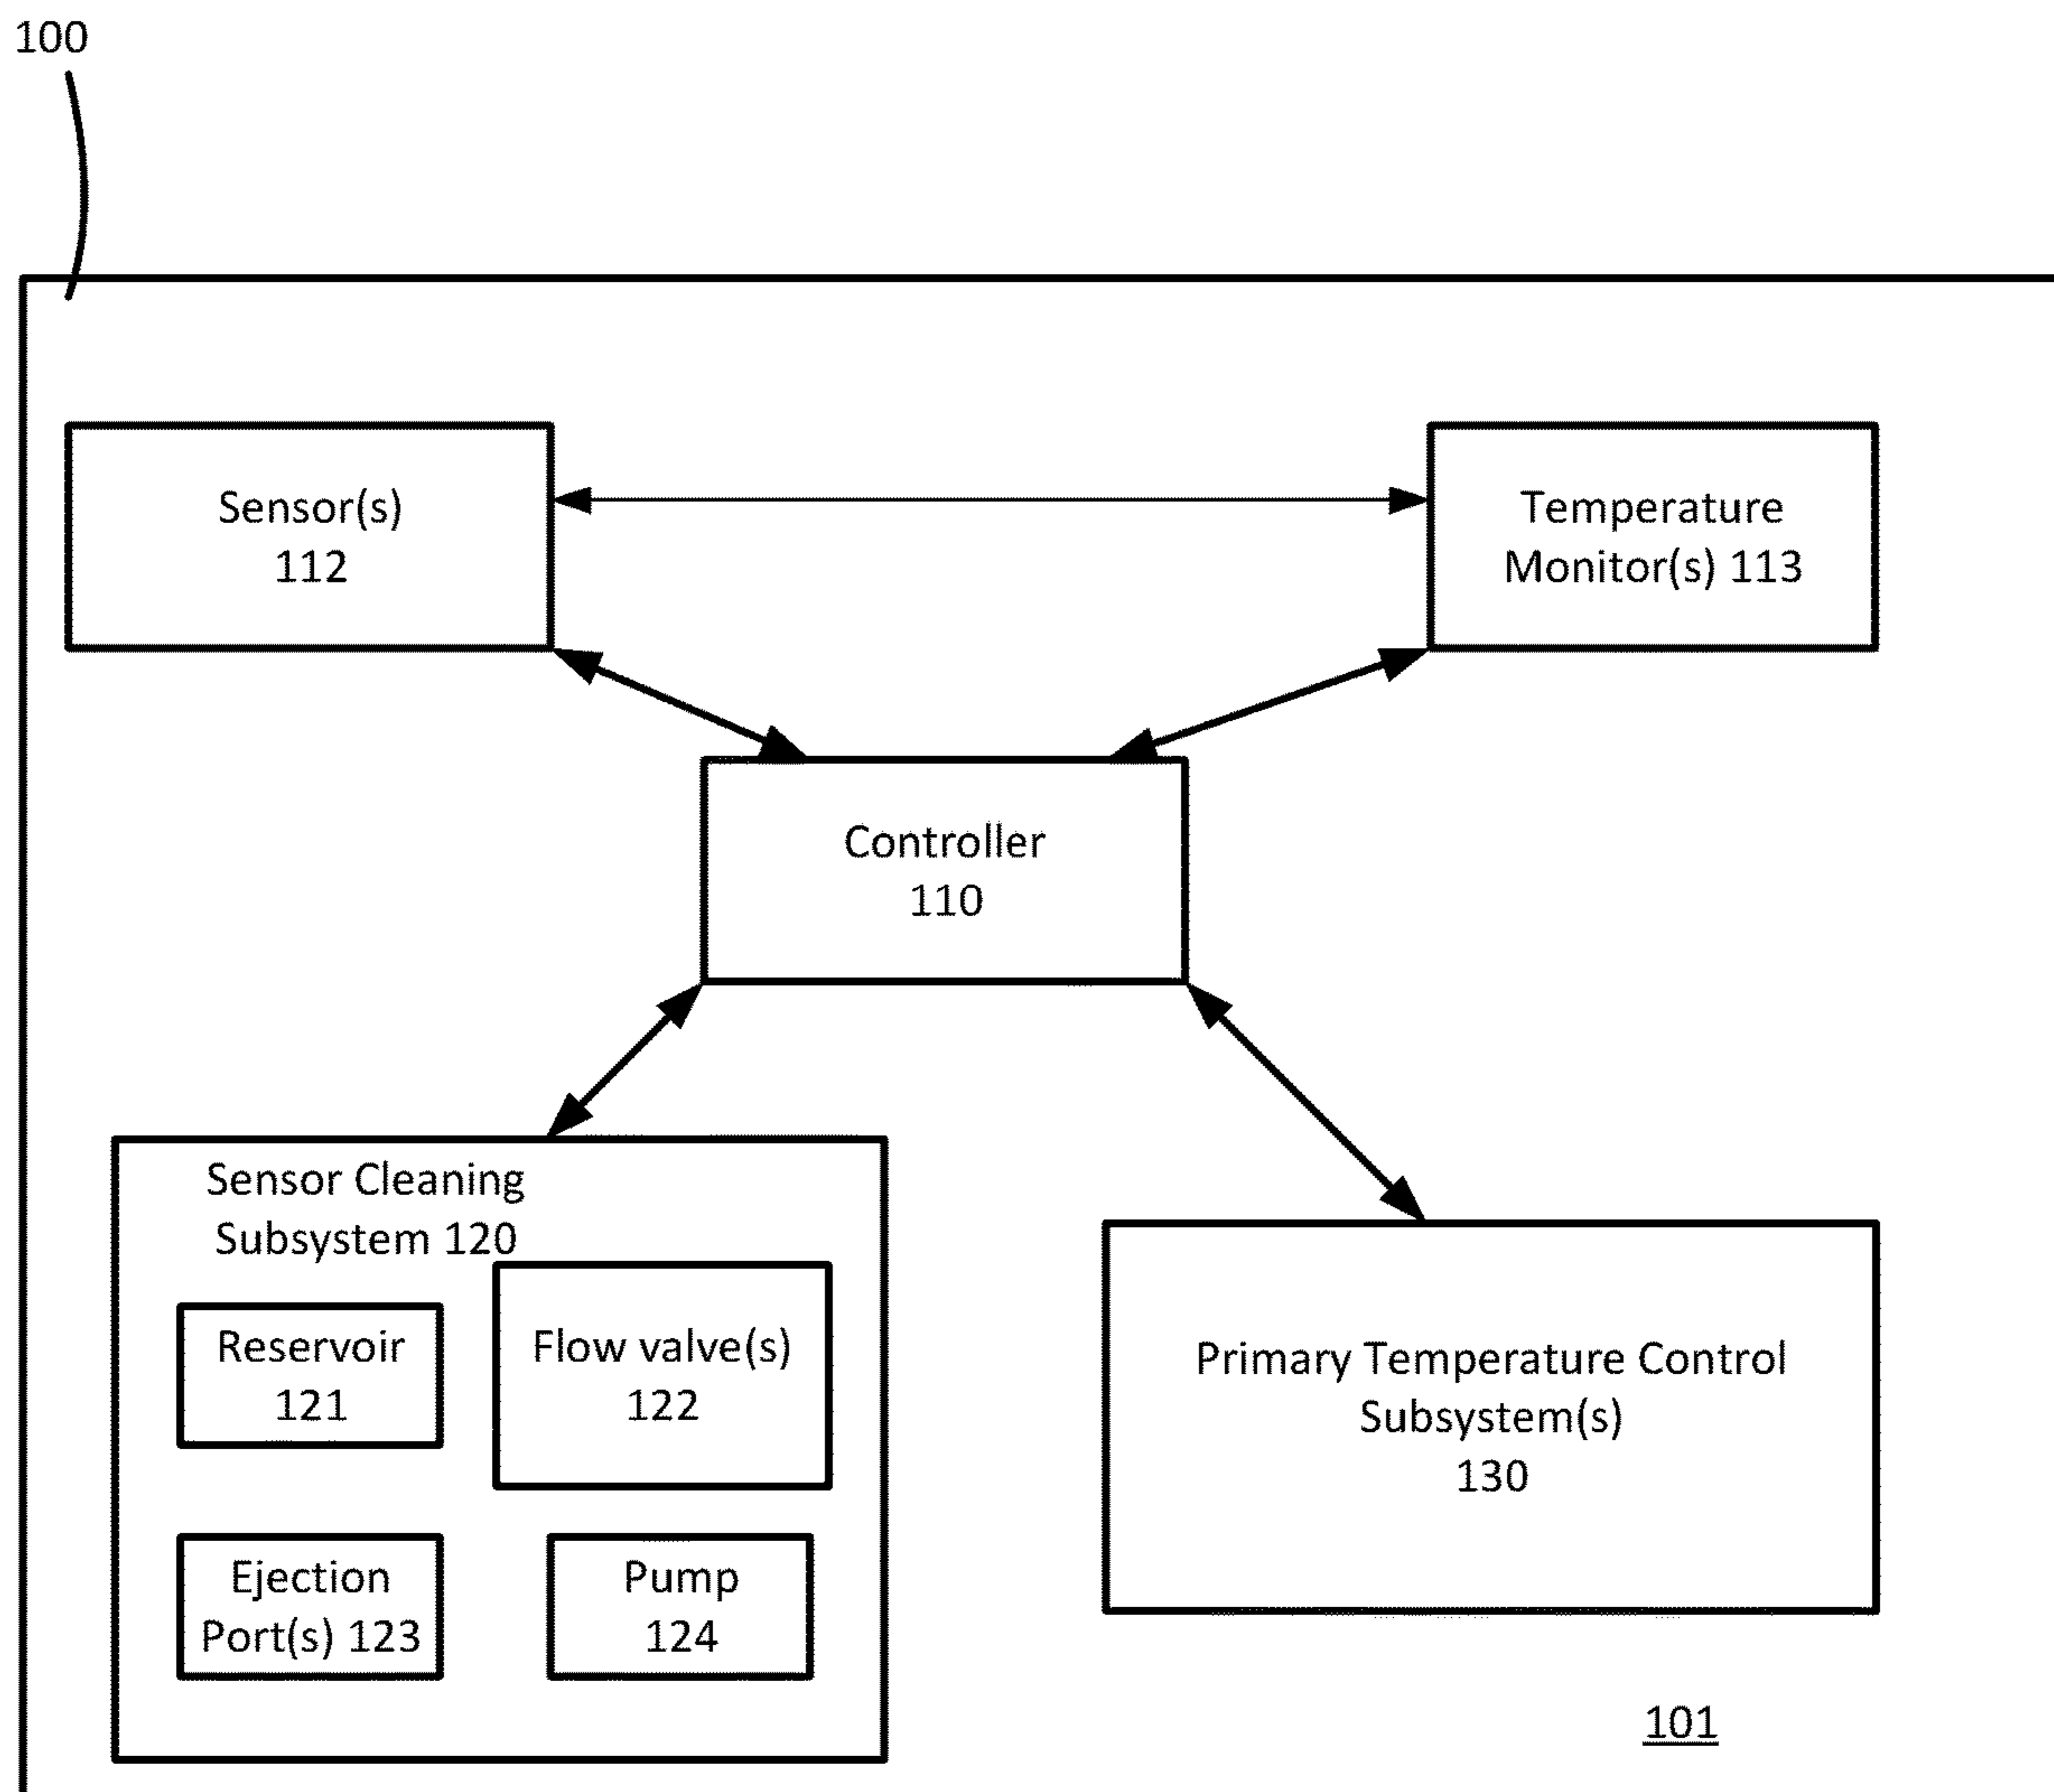 100
Sensor(s)
112
Temperature
Monitor(s) 113
Controller
110
Sensor Cleaning
Subsystem 120
Reservoir
121
Flow valve(s)
122
Ejection
Port(s) 123
Pump
124
Primary Temperature Control
Subsystem(s)
130
101